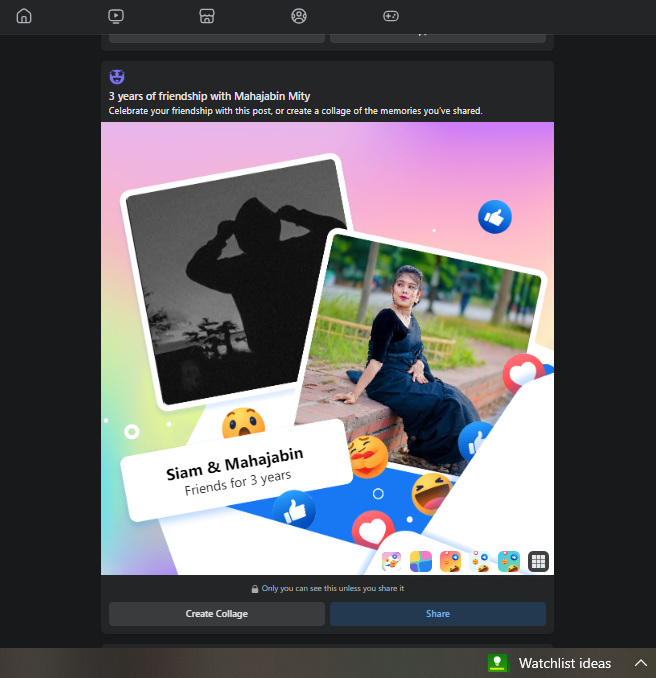 3 years of friendship with Mahajabin Mity
Celebrate your friendship with this post, or create a collage of the memories you've shared.
Siam & Mahajabin
Friends for 3 years
Only you can see this unless you share it
Create Collage
Share
Watchlist ideas